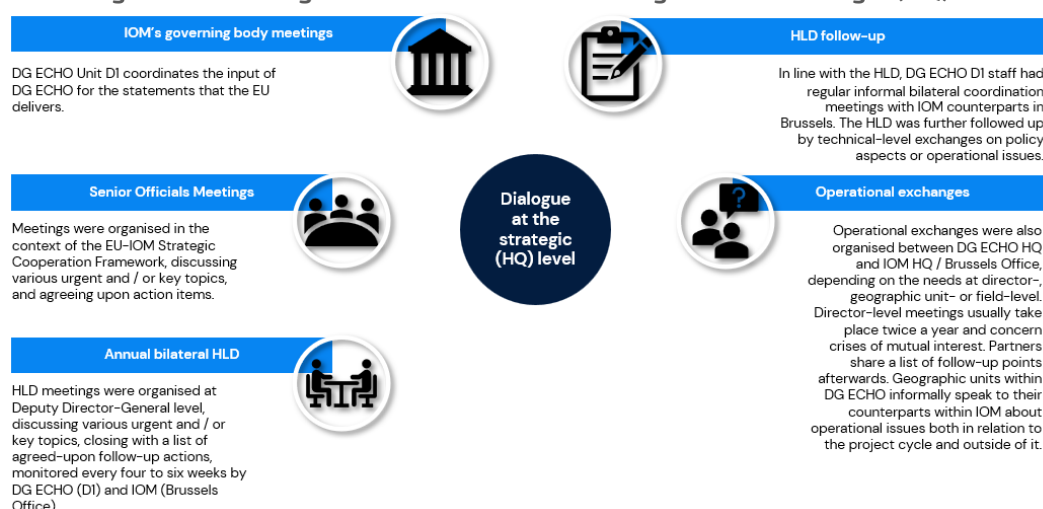 IOM's governing body meetings
DG ECHO Unit D1 coordinates the input of
DG ECHO for the statements that the EU
delivers.
Senior Officials Meetings
Meetings were organised in the
context of the EU-IOM Strategic
Cooperation Framework, discussing
various urgent and / or key topics,
and agreeing upon action items.
Annual bilateral HLD
HLD meetings were organised at
Deputy Director-General level,
discussing various urgent and / or
key topics, closing with a list of
agreed-upon follow-up actions,
monitored every four to six weeks by
DG ECHO (D1) and IOM (Brussels
Office)
Dialogue
at the
strategic
(HQ) level
HLD follow-up
In line with the HLD, DG ECHO D1 staff had
regular informal bilateral coordination
meetings with IOM counterparts in
Brussels. The HLD was further followed up
by technical-level exchanges on policy
aspects or operational issues.
?
Operational exchanges
Operational exchanges were also
organised between DG ECHO HQ
and IOM HQ / Brussels Office,
depending on the needs at director-,
geographic unit- or field-level.
Director-level meetings usually take
place twice a year and concern
crises of mutual interest. Partners
share a list of follow-up points
afterwards. Geographic units within
DG ECHO informally speak to their
counterparts within IOM about
operational issues both in relation to
the project cycle and outside of it.